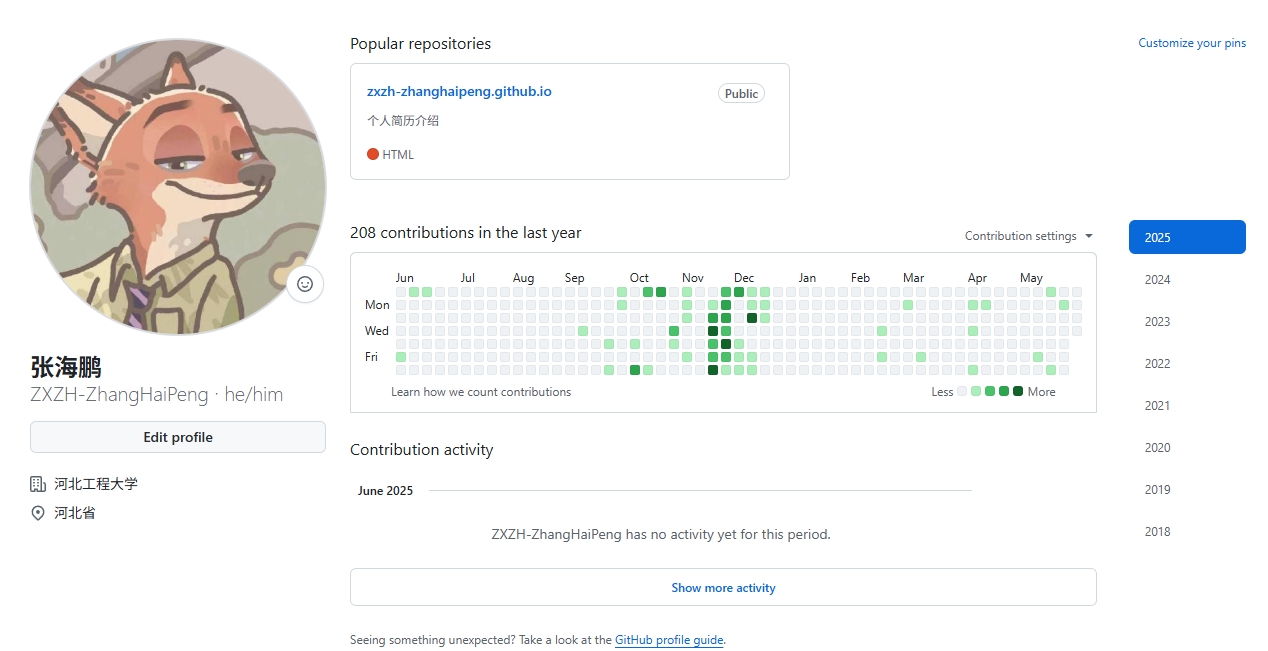 Popular repositories
Customize your pins
zxzh-zhanghaipeng.github.io
Public
个人简历介绍
HTML
张海鹏
ZXZH-ZhangHaiPeng · he/him
Edit profile
河北工程大学
河北省
208 contributions in the last year
Contribution settings
Jun Jul Aug Sep Oct Nov Dec Jan Feb Mar Apr May
Mon
Wed
Fri
Learn how we count contributions
Less More
2025
2024
2023
2022
2021
2020
2019
2018
Contribution activity
June 2025
ZXZH-ZhangHaiPeng has no activity yet for this period.
Show more activity
Seeing something unexpected? Take a look at the GitHub profile guide.